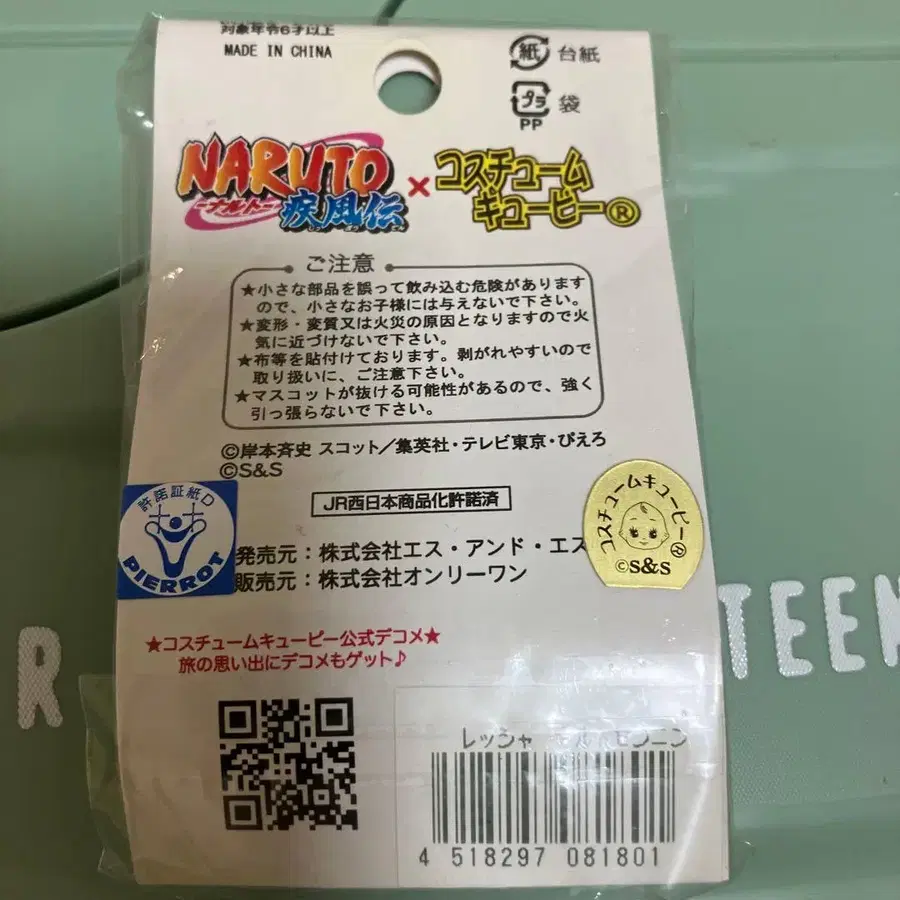 対象年令6才以上
MADE IN CHINA
紙 台紙
プラ 袋
PP
NARUTO
-ナルト-
疾風伝
×
コスチューム
キューピー®
ご注意
★小さな部品を誤って飲み込む危険があります
ので、小さなお子様には与えないで下さい。
★変形・変質又は火災の原因となりますので火
気に近づけないで下さい。
★布等を貼付けております。剥がれやすいので
取り扱いに、ご注意下さい。
★マスコットが抜ける可能性があるので、強く
引っ張らないで下さい。
©岸本斉史 スコット/集英社・テレビ東京・ぴえろ
©S&S
JR西日本商品化許諾済
許諾証紙D
PIERROT
発売元:株式会社エス・アンド・エス
販売元:株式会社オンリーワン
コスチュームキューピー®
©S&S
★コスチュームキューピー公式デコメ★
旅の思い出にデコメもゲット♪
レッシャ
4 518297 081801
R
TEEN